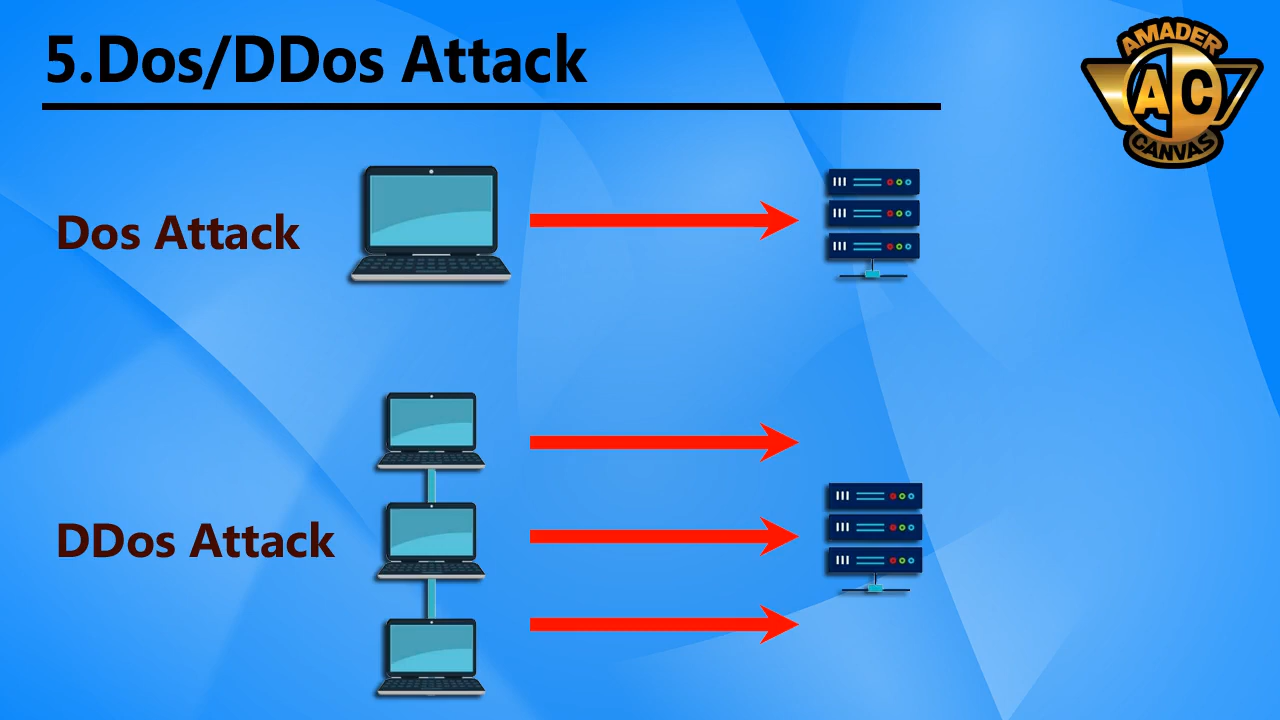 5.Dos/DDos Attack
AMADER
AC
CANVAS
Dos Attack
DDos Attack